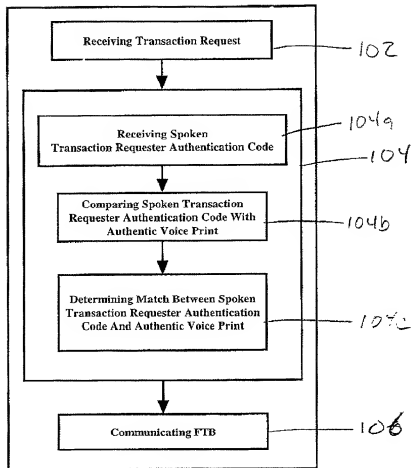 Receiving Transaction Request
102
Receiving Spoken
Transaction Requester Authentication Code
104a
104
Comparing Spoken Transaction
Requester Authentication Code With
Authentic Voice Print
104b
Determining Match Between Spoken
Transaction Requester Authentication
Code And Authentic Voice Print
104c
Communicating FTB
106